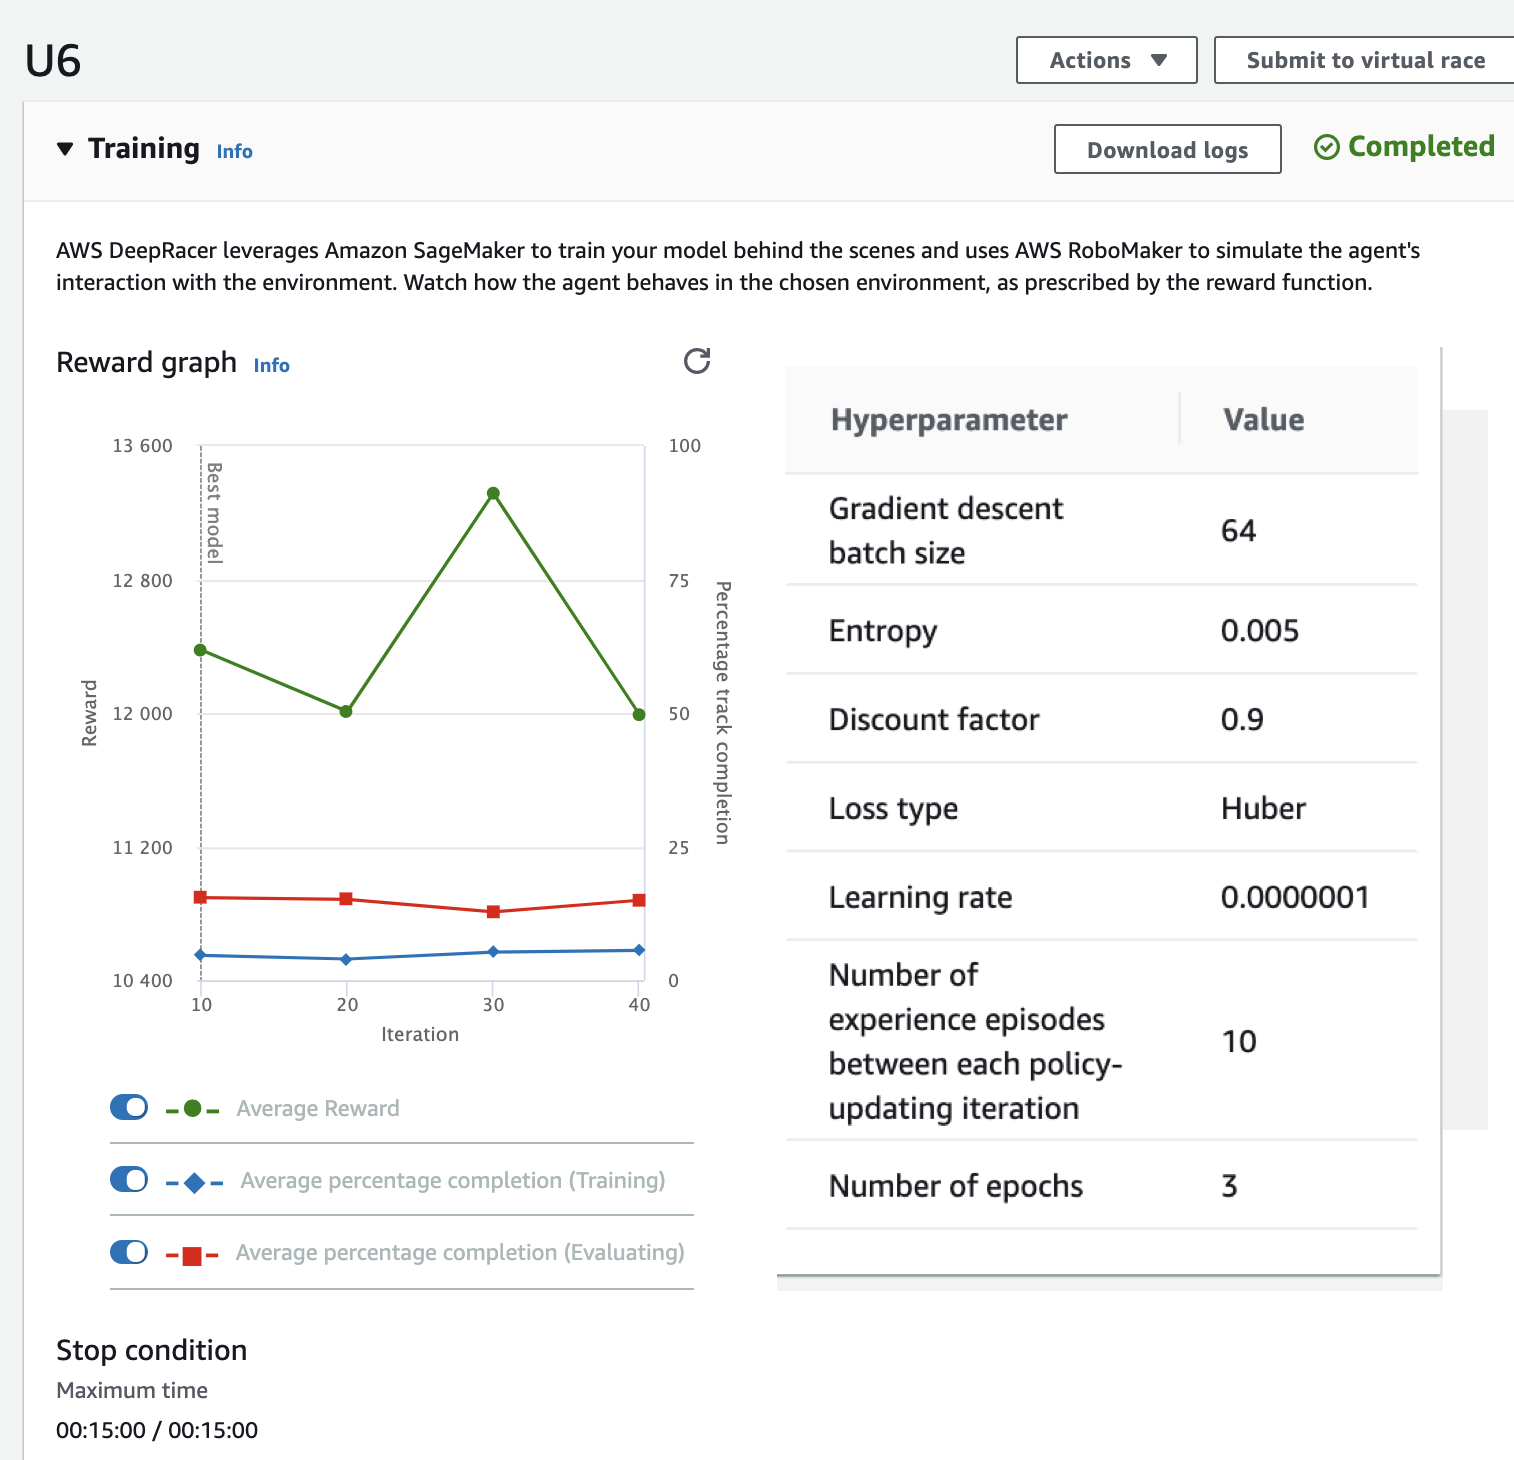 U6
Actions
Submit to virtual race
Training Info
Download logs
Completed
AWS DeepRacer leverages Amazon SageMaker to train your model behind the scenes and uses AWS RoboMaker to simulate the agent's
interaction with the environment. Watch how the agent behaves in the chosen environment, as prescribed by the reward function.
Reward graph Info
13 600
12 800
12 000
11 200
10 400
Reward
Best model
100
75
50
25
0
Percentage track completion
10 20 30 40
Iteration
Average Reward
Average percentage completion (Training)
Average percentage completion (Evaluating)
Hyperparameter Value
Gradient descent
batch size
64
Entropy 0.005
Discount factor 0.9
Loss type Huber
Learning rate 0.0000001
Number of
experience episodes
between each policy-
updating iteration
10
Number of epochs 3
Stop condition
Maximum time
00:15:00 / 00:15:00